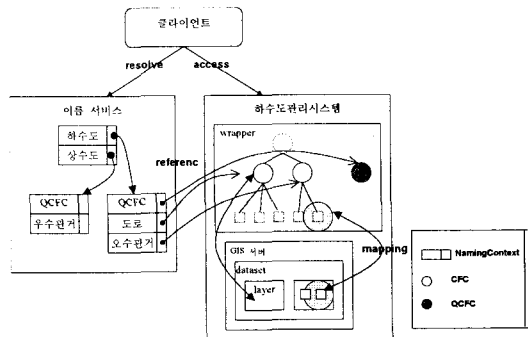 클라이언트
resolve
access
이름 서비스
하수도
상수도
QCFC
우수관거
QCFC
도로
오수관거
referenc
하수도관리시스템
wrapper
mapping
GIS 서버
dataset
layer
NamingContext
CFC
QCFC